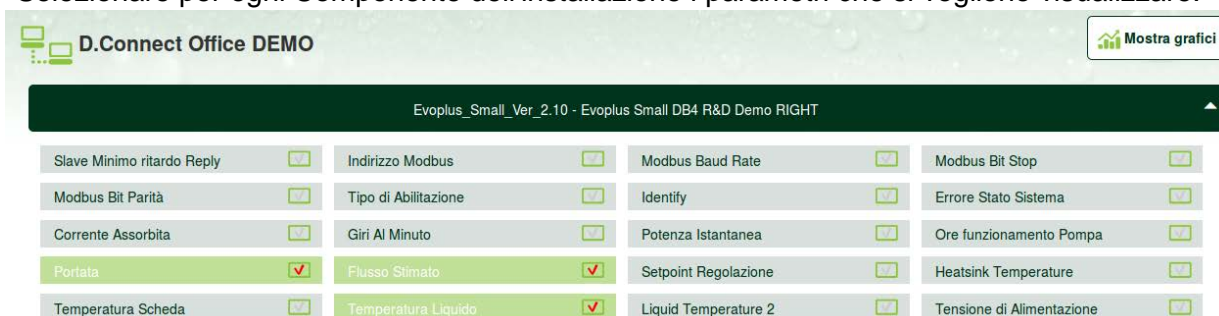 Selezionare per ogni Componente dell'installazione i parametri che si vogliono visualizzare.
D.Connect Office DEMO
Mostra grafici
Evoplus_Small_Ver_2.10 - Evoplus Small DB4 R&D Demo RIGHT
Slave Minimo ritardo Reply Indirizzo Modbus Modbus Baud Rate Modbus Bit Stop
Modbus Bit Parità Tipo di Abilitazione Identify Errore Stato Sistema
Corrente Assorbita Giri Al Minuto Potenza Istantanea Ore funzionamento Pompa
Portata Flusso Stimato Setpoint Regolazione Heatsink Temperature
Temperatura Scheda Temperatura Liquido Liquid Temperature 2 Tensione di Alimentazione